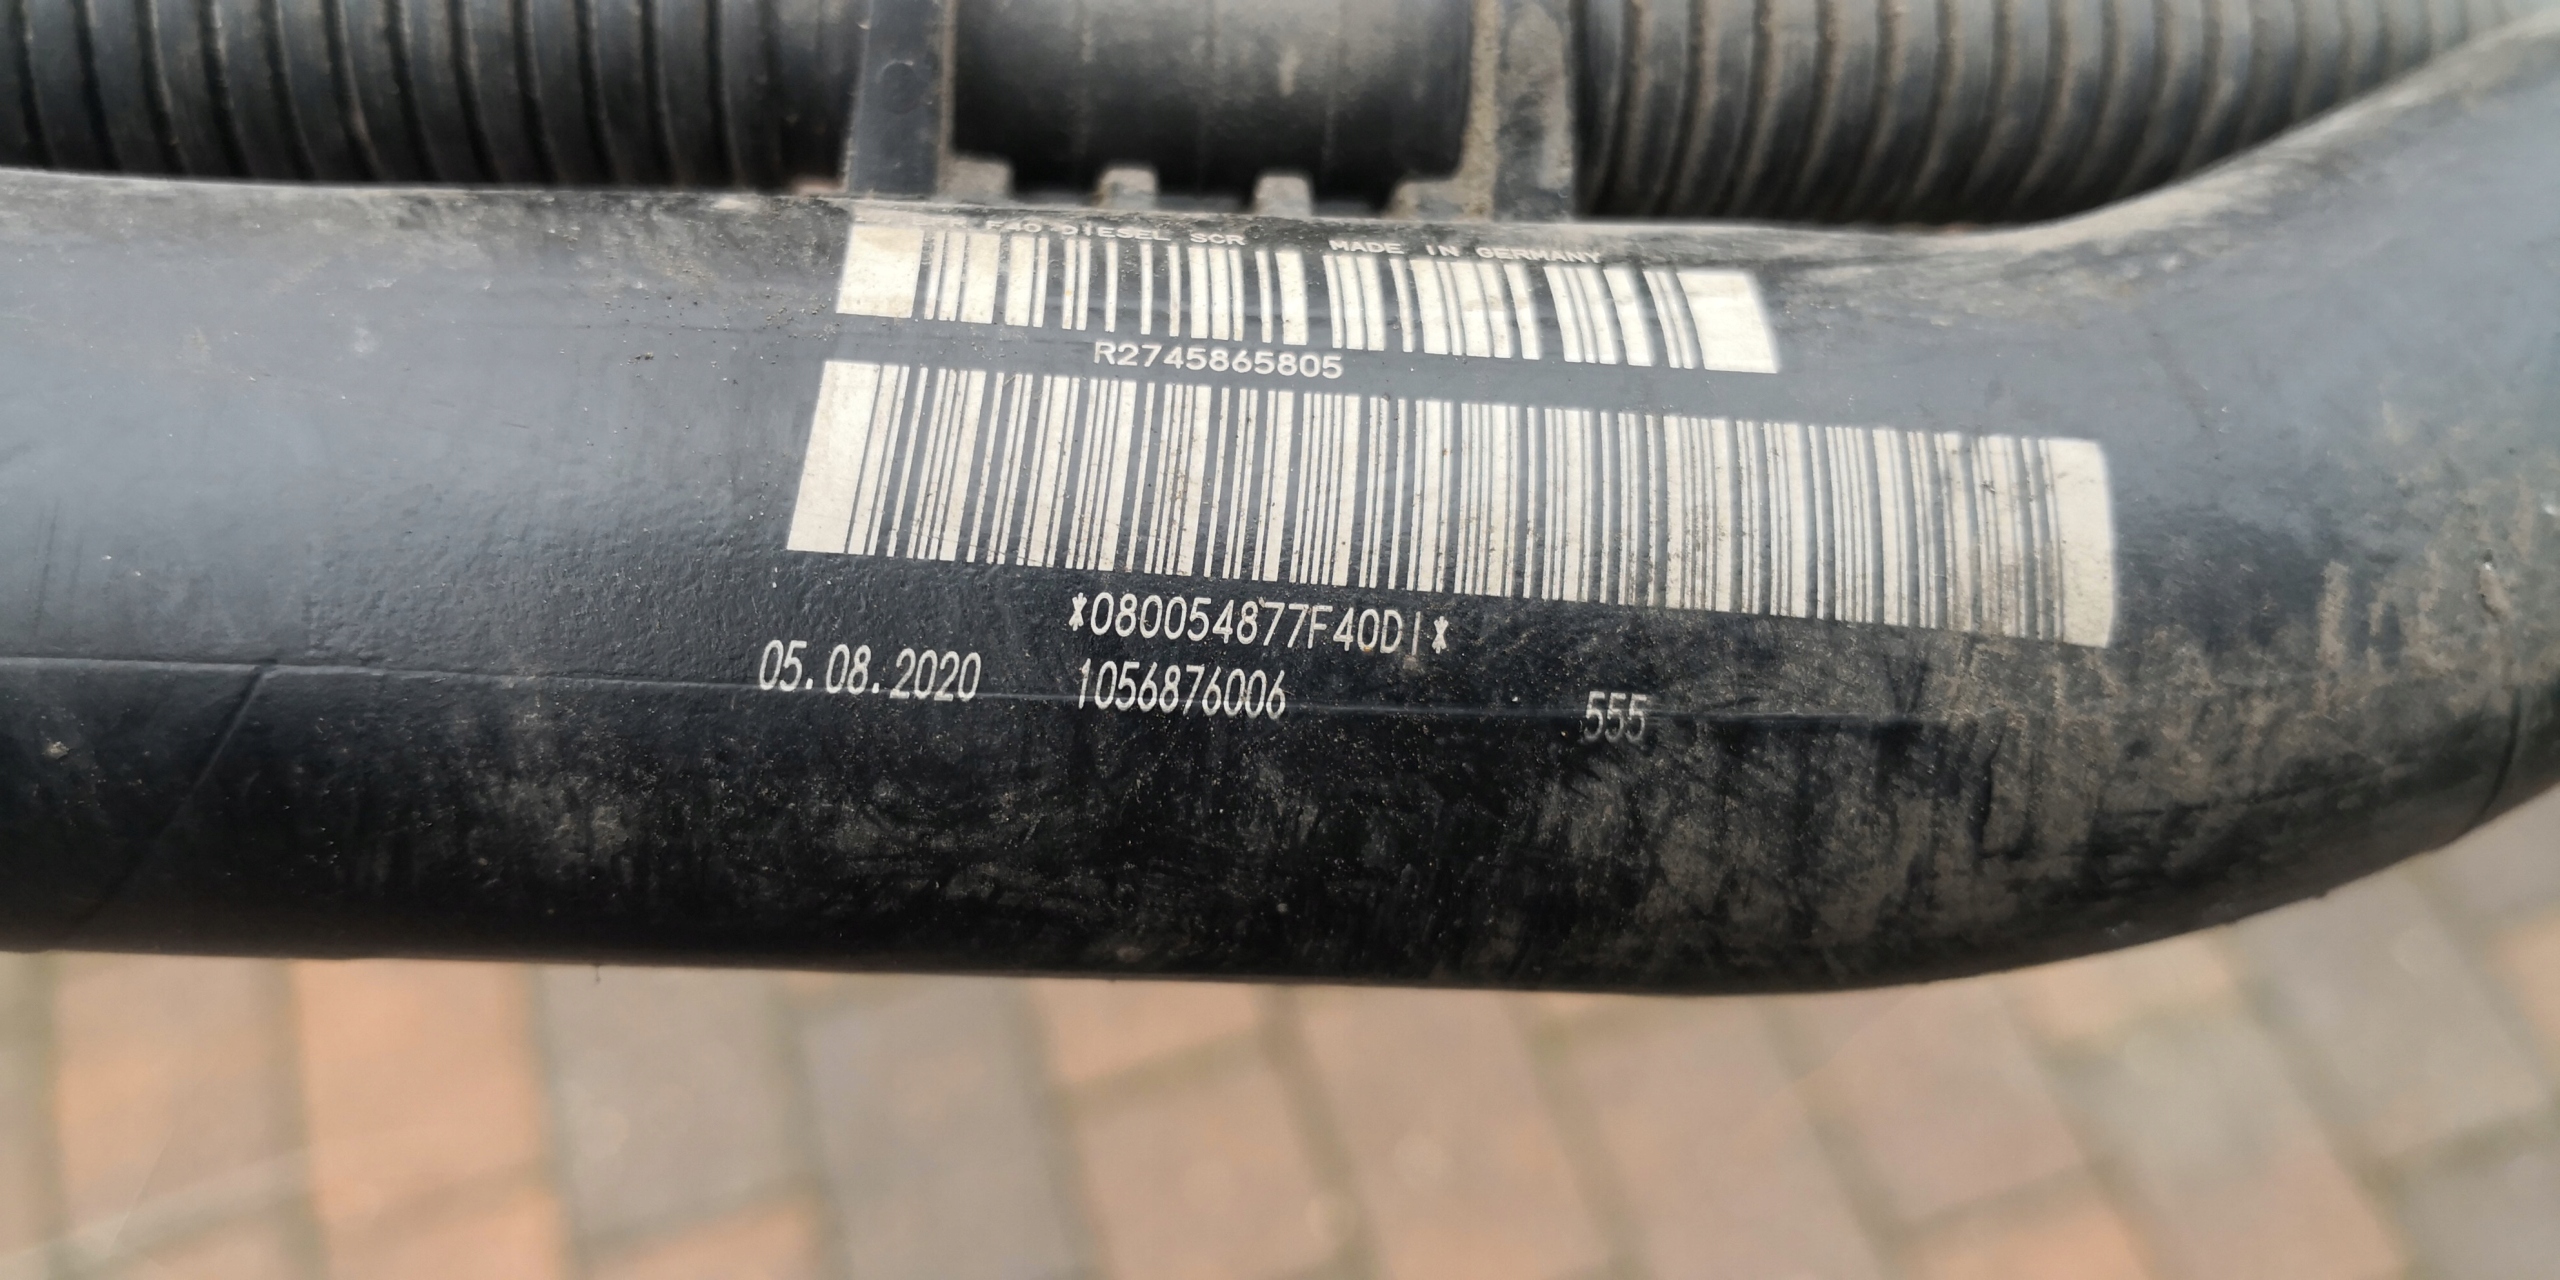 F40 DIESEL SCR MADE IN GERMANY
R2745865805
*080054877F40DI*
05.08.2020 1056876006 555